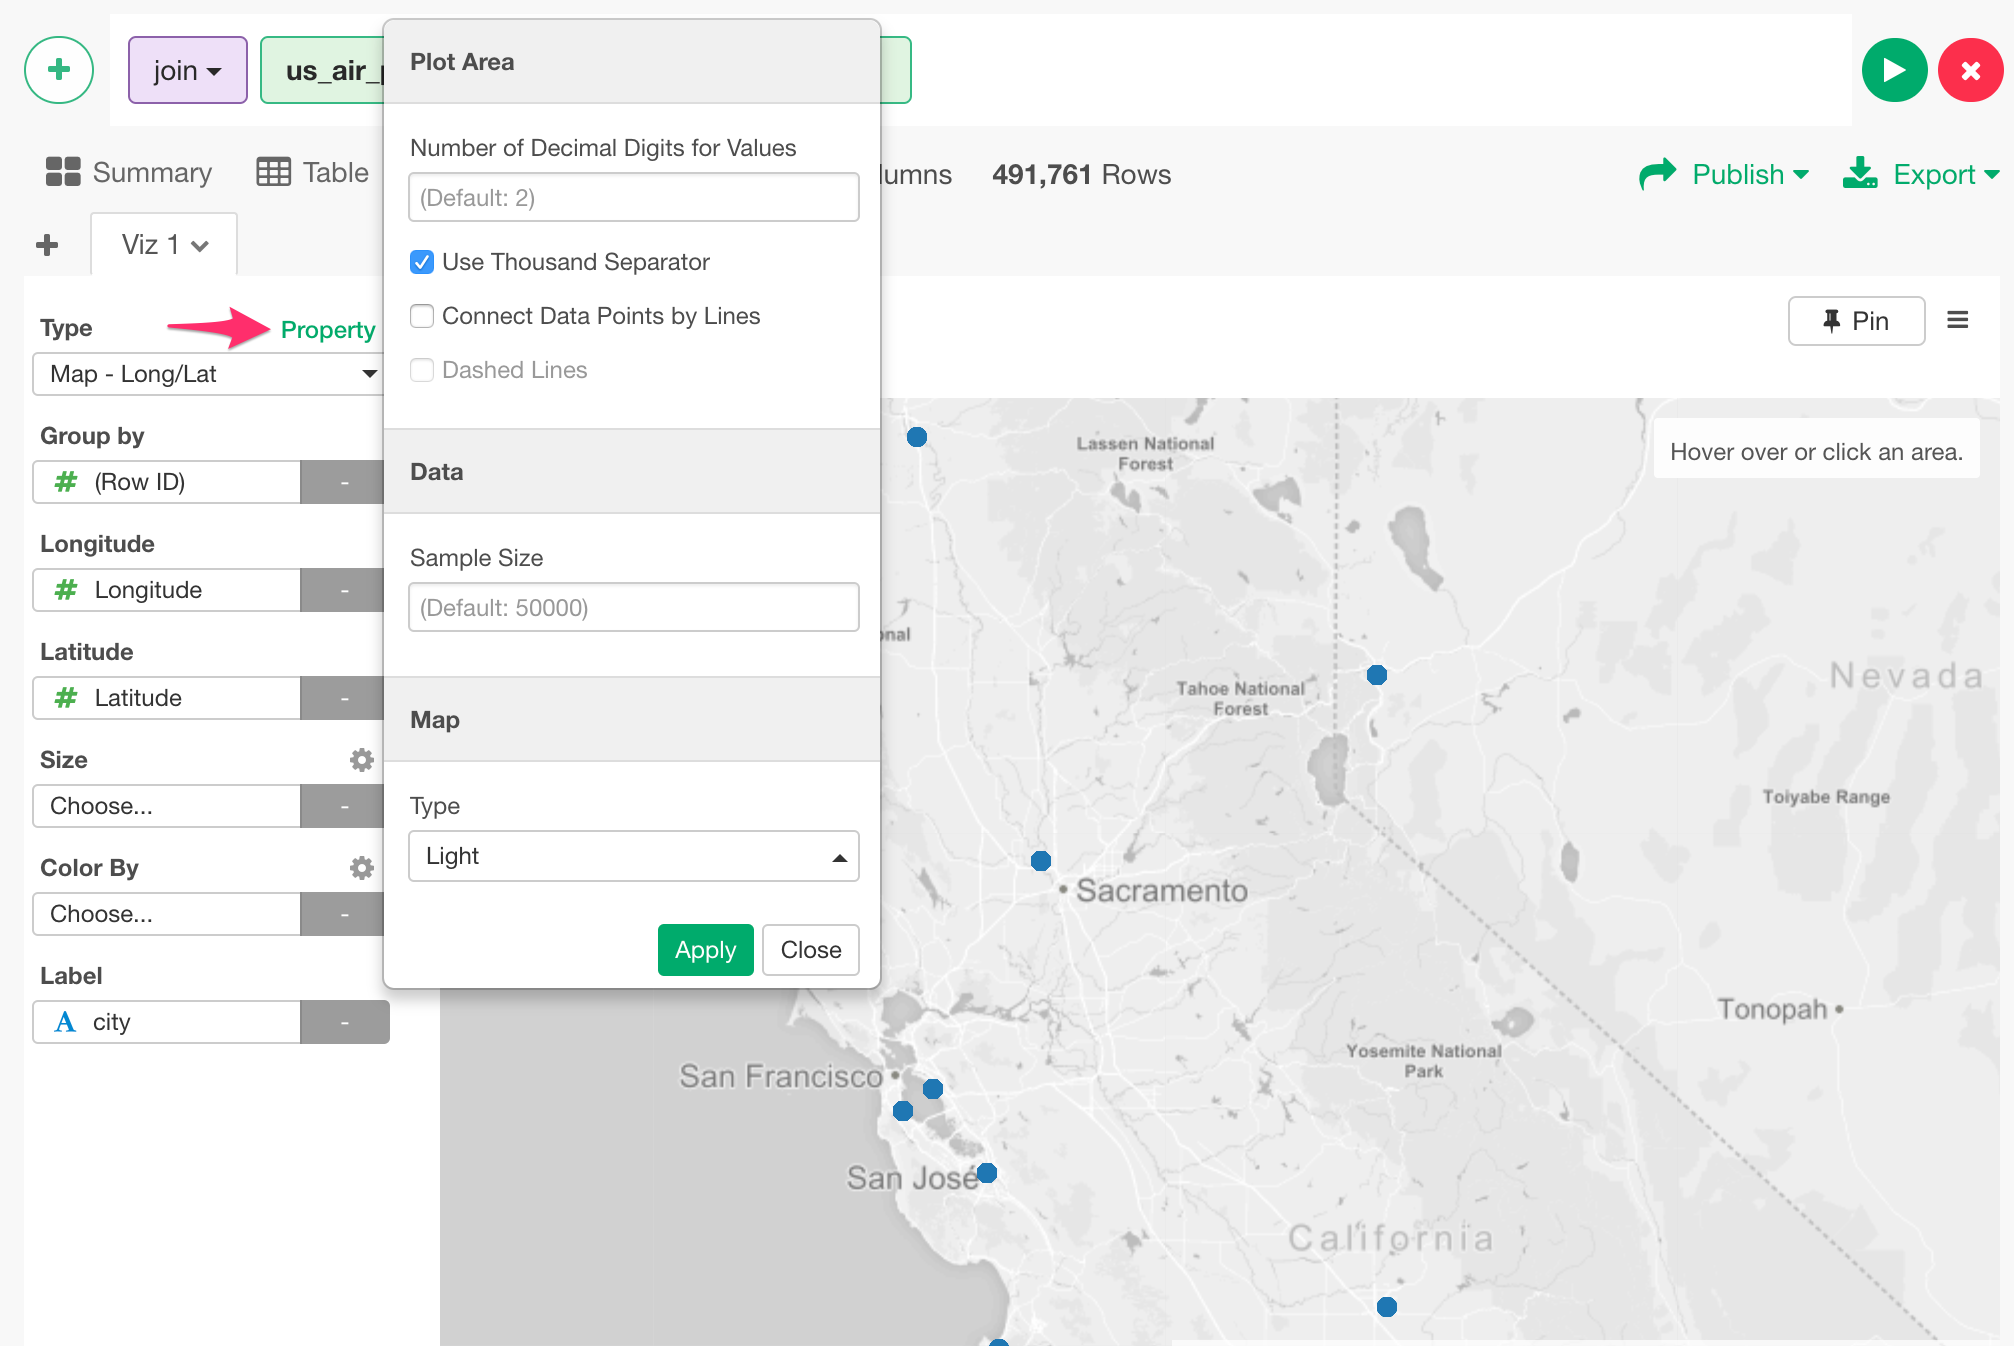 join
us_air_p
Summary
Table
lumns
491,761 Rows
Publish
Export
Viz 1
Type
Property
Map - Long/Lat
Group by
# (Row ID)
-
Longitude
# Longitude
-
Latitude
# Latitude
-
Size
Choose...
-
Color By
Choose...
-
Label
A city
-
Plot Area
Number of Decimal Digits for Values
(Default: 2)
Use Thousand Separator
Connect Data Points by Lines
Dashed Lines
Data
Sample Size
(Default: 50000)
Map
Type
Light
Apply
Close
Pin
Hover over or click an area.
Lassen National
Forest
onal
Tahoe National
Forest
Nevada
Toiyabe Range
Sacramento
Tonopah
Yosemite National
Park
San Francisco
San José
California